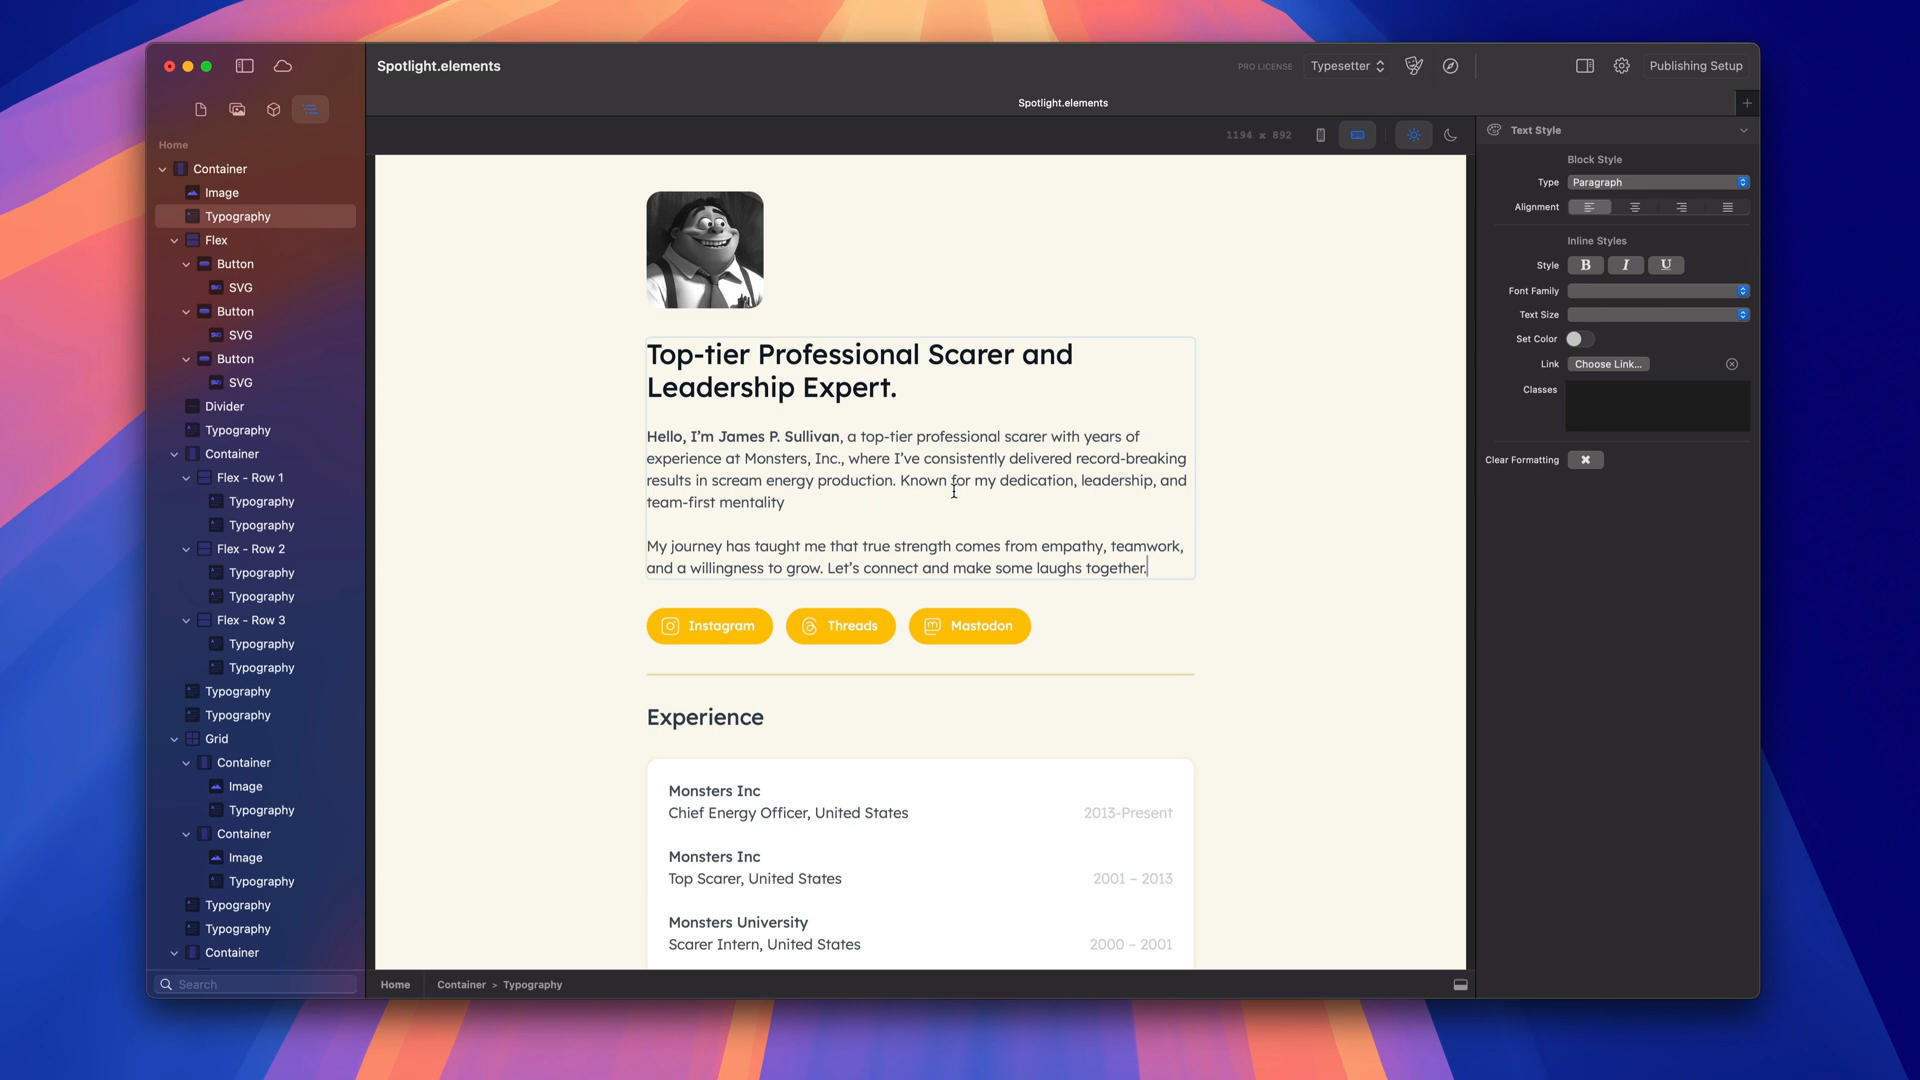 Spotlight.elements
PRO LICENSE
Typesetter
Publishing Setup
Spotlight.elements
1194 x 892
Home
Container
Image
Typography
Flex
Button
SVG
Button
SVG
Button
SVG
Divider
Typography
Container
Flex - Row 1
Typography
Typography
Flex - Row 2
Typography
Typography
Flex - Row 3
Typography
Typography
Typography
Typography
Grid
Container
Image
Typography
Container
Image
Typography
Typography
Typography
Container
Search
Top-tier Professional Scarer and
Leadership Expert.
Hello, I’m James P. Sullivan, a top-tier professional scarer with years of
experience at Monsters, Inc., where I’ve consistently delivered record-breaking
results in scream energy production. Known for my dedication, leadership, and
team-first mentality
My journey has taught me that true strength comes from empathy, teamwork,
and a willingness to grow. Let’s connect and make some laughs together.
Instagram
Threads
Mastodon
Experience
Monsters Inc
Chief Energy Officer, United States
2013-Present
Monsters Inc
Top Scarer, United States
2001 – 2013
Monsters University
Scarer Intern, United States
2000 – 2001
Home
Container > Typography
Text Style
Block Style
Type
Paragraph
Alignment
Inline Styles
Style
B
I
U
Font Family
Text Size
Set Color
Link
Choose Link...
Classes
Clear Formatting